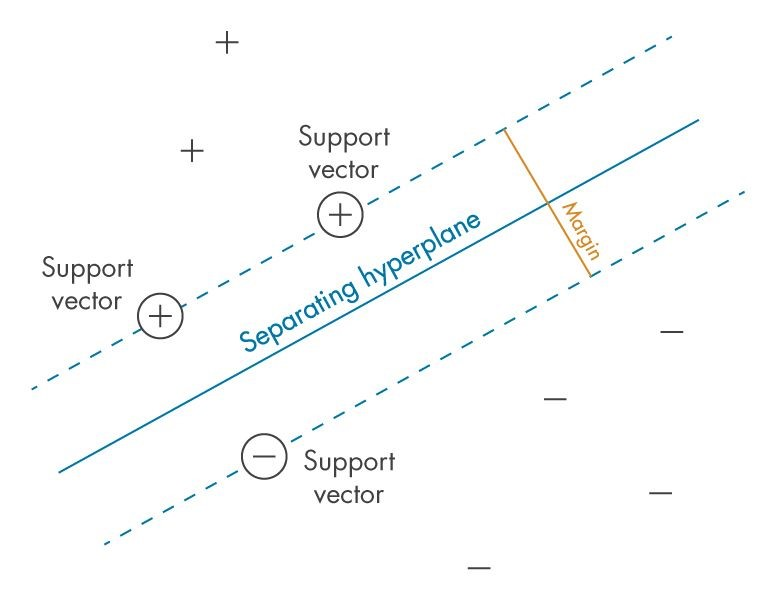 +
+
Support
vector
+
Support
vector
+
Separating hyperplane
Margin
−
−
−
Support
vector
−
−